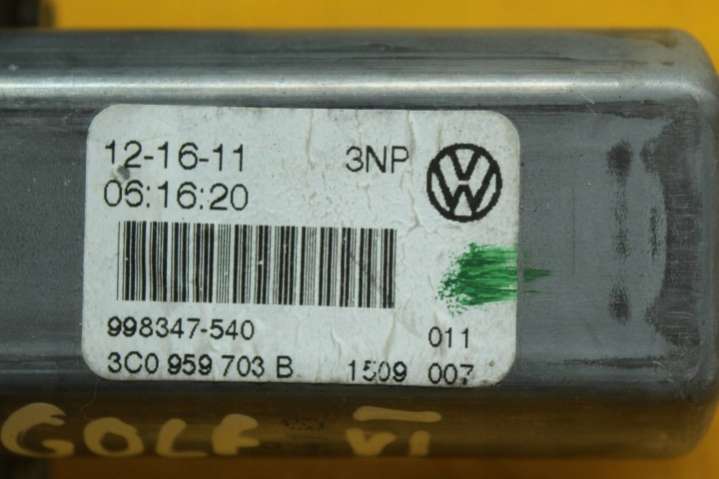 12-16-11 3NP
06:16:20
998347-540 011
3C0 959 703 B 1509 007
GOLF VI